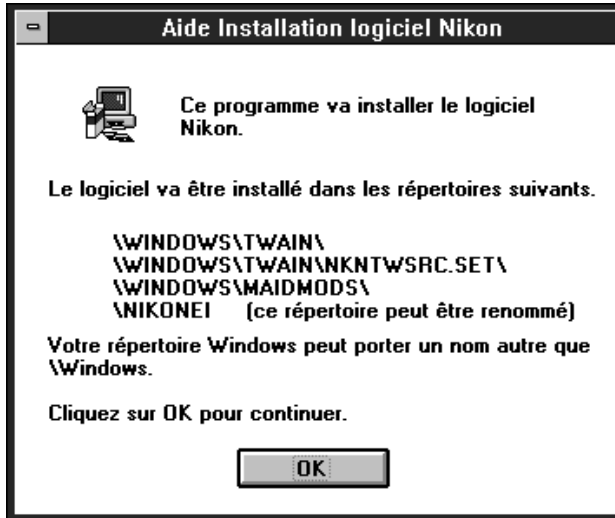 Aide Installation logiciel Nikon
Ce programme va installer le logiciel
Nikon.
Le logiciel va être installé dans les répertoires suivants.
\WINDOWS\TWAIN\
\WINDOWS\TWAIN\NKNTWSRC.SET\
\WINDOWS\MAIDMODS\
\NIKONEI (ce répertoire peut être renommé)
Votre répertoire Windows peut porter un nom autre que
\Windows.
Cliquez sur OK pour continuer.
OK